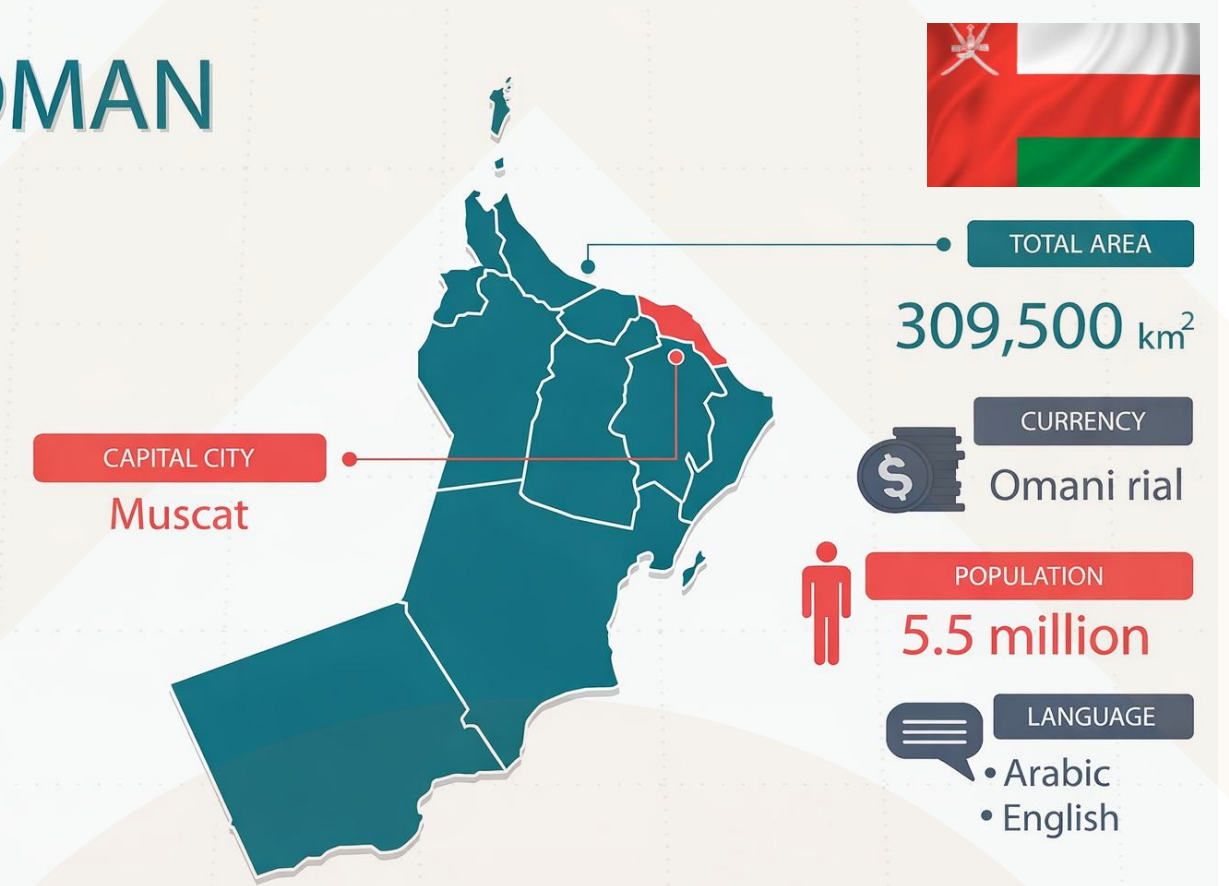 OMAN
TOTAL AREA
309,500 km²
CURRENCY
$
Omani rial
CAPITAL CITY
Muscat
POPULATION
5.5 million
LANGUAGE
• Arabic
• English